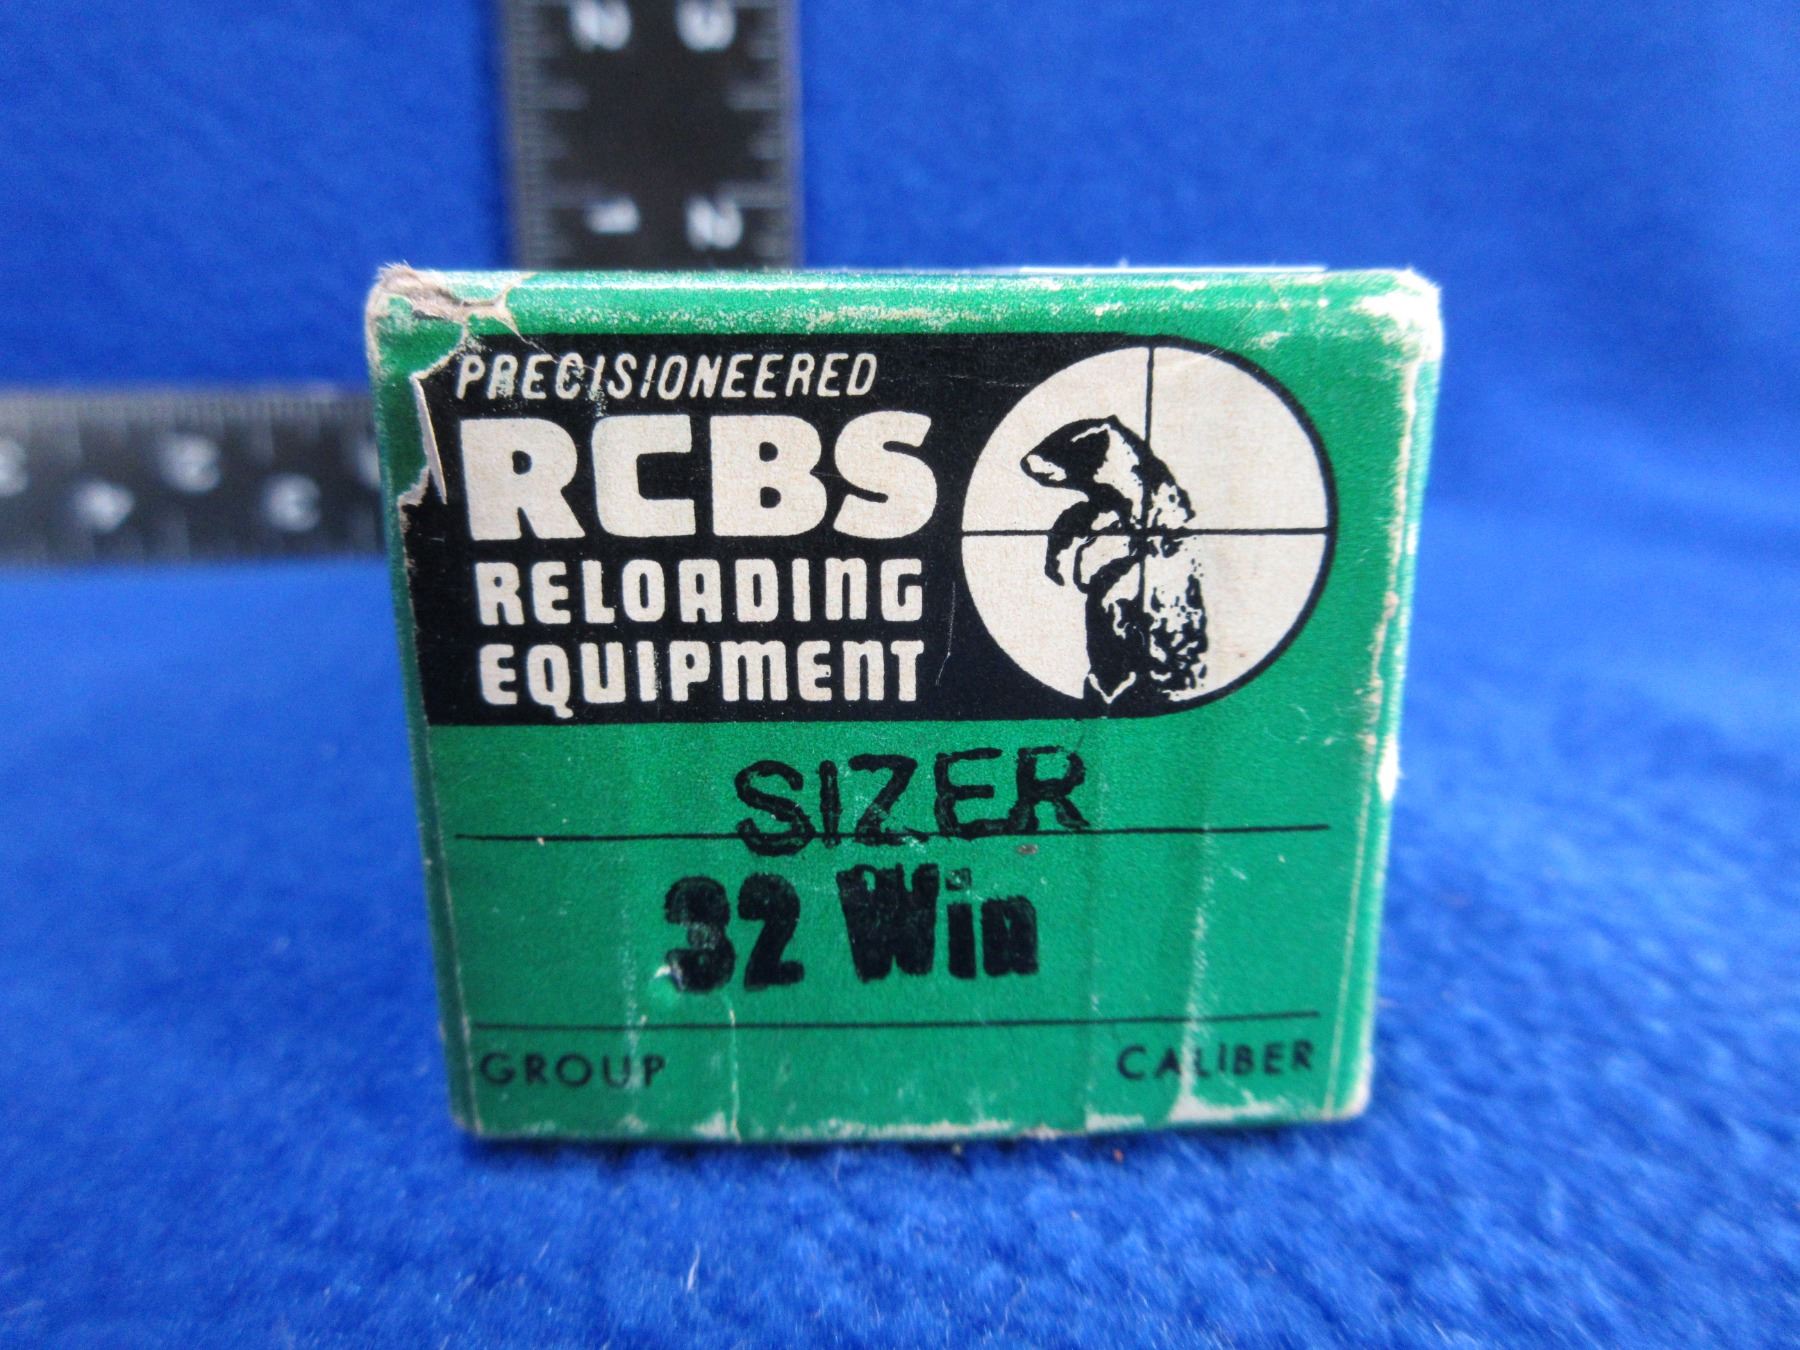 PRECISIONEERED
RCBS
RELOADING
EQUIPMENT
SIZER
32 Win
GROUP CALIBER